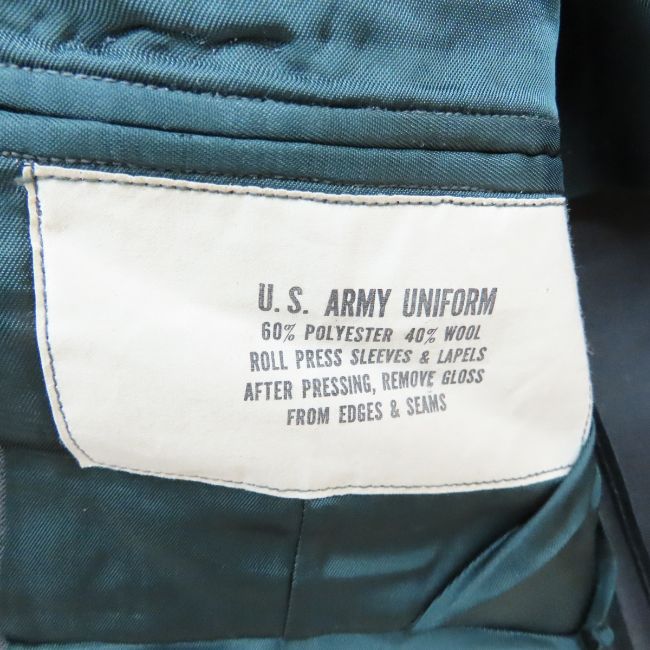 U. S. ARMY UNIFORM
60% POLYESTER 40% WOOL
ROLL PRESS SLEEVES & LAPELS
AFTER PRESSING, REMOVE GLOSS
FROM EDGES & SEAMS